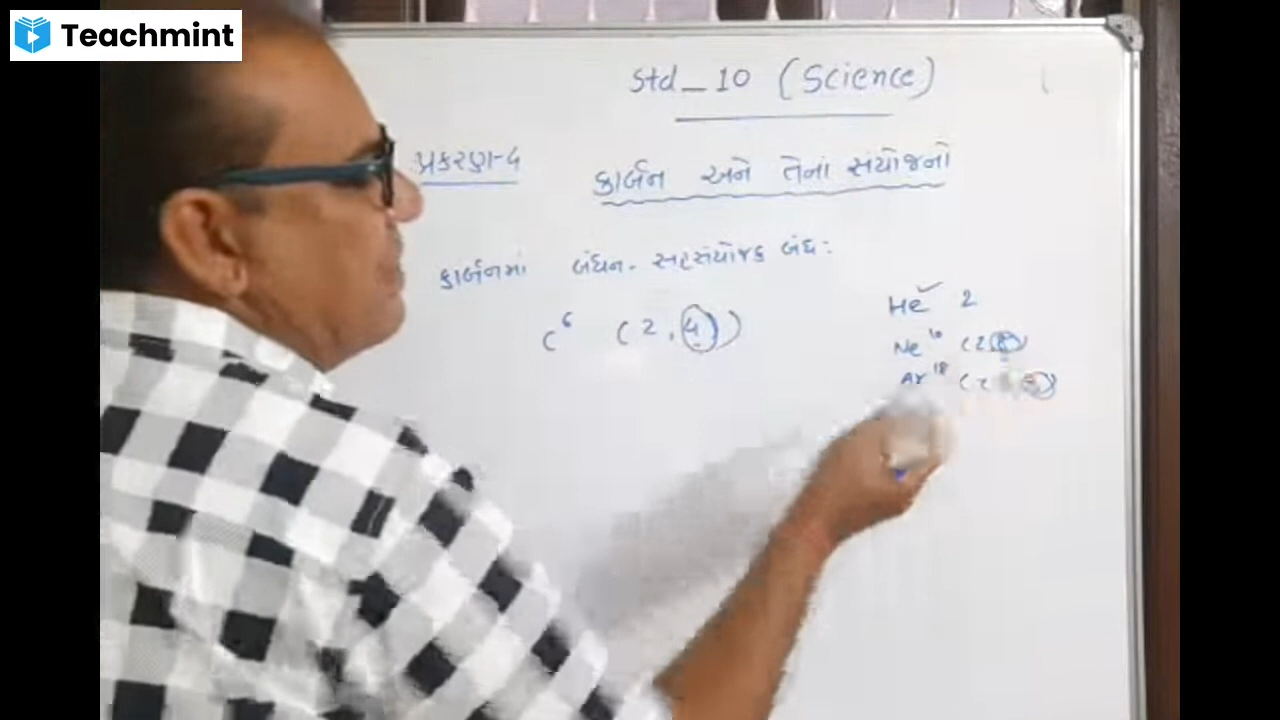 Teachmint
Std_10 (Science)
પ્રકરણ-4
કાર્બન અને તેનાં સંયોજનો
કાર્બનમાં બંધન - સહસંયોજક બંધ :
C⁶ (2,4)
He 2
Ne¹⁰ (2 8)
Ar¹⁸ (2